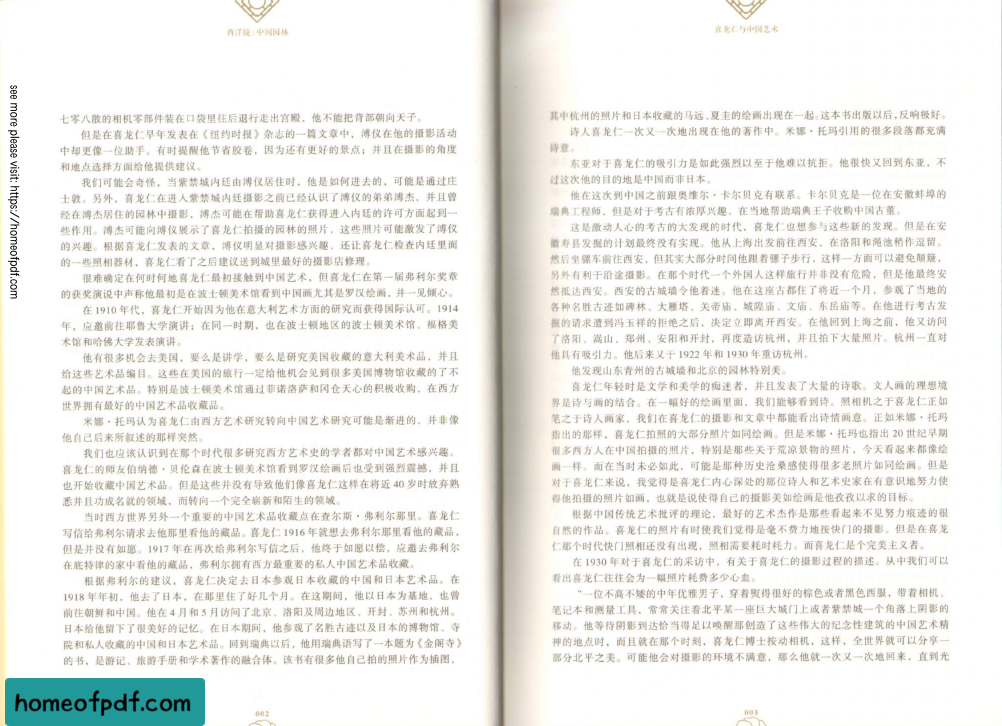 see more please visit: https://homeofpdf.com
西洋镜：中国园林
七零八散的相机零部件装在口袋里往后退行走出宫殿，他不能把背部朝向天子。
但是在喜龙仁早年发表在《纽约时报》杂志的一篇文章中，溥仪在他的摄影活动
中却更像一位助手。有时提醒他节省胶卷，因为还有更好的景点；并且在摄影的角度
和地点选择方面给他提供建议。
我们可能会奇怪，当紫禁城内廷由溥仪居住时，他是如何进去的，可能是通过庄
士敦。另外，喜龙仁在进入紫禁城内廷摄影之前已经认识了溥仪的弟弟溥杰，并且曾
经在溥杰居住的园林中摄影，溥杰可能在帮助喜龙仁获得进入内廷的许可方面起到一
些作用。溥杰可能向溥仪展示了喜龙仁拍摄的园林的照片，这些照片可能激发了溥仪
的兴趣。根据喜龙仁发表的文章，溥仪明显对摄影感兴趣，还让喜龙仁检查内廷里面
的一些照相器材，喜龙仁看了之后建议送到城里最好的摄影店修理。
很难确定在何时何地喜龙仁最初接触到中国艺术，但喜龙仁在第一届弗利尔奖章
的获奖演说中声称他最初是在波士顿美术馆看到中国画尤其是罗汉绘画，并一见倾心。
在 1910 年代，喜龙仁开始因为他在意大利艺术方面的研究而获得国际认可。1914
年，应邀前往耶鲁大学演讲；在同一时期，也在波士顿地区的波士顿美术馆、福格美
术馆和哈佛大学发表演讲。
他有很多机会去美国，要么是讲学，要么是研究美国收藏的意大利美术品，并且
给这些艺术品编目。这些在美国的旅行一定给他机会见到很多美国博物馆收藏的了不
起的中国艺术品。特别是波士顿美术馆通过菲诺洛萨和冈仓天心的积极收购，在西方
世界拥有最好的中国艺术品收藏品。
米娜·托玛认为喜龙仁由西方艺术研究转向中国艺术研究可能是渐进的，并非像
他自己后来所叙述的那样突然。
我们也应该认识到在那个时代很多研究西方艺术史的学者都对中国艺术感兴趣。
喜龙仁的师友伯纳德·贝伦森在波士顿美术馆看到罗汉绘画后也受到强烈震撼，并且
也开始收藏中国艺术品。但是这些并没有导致他们像喜龙仁这样在将近 40 岁时放弃熟
悉并且功成名就的领域，而转向一个完全崭新和陌生的领域。
当时西方世界另外一个重要的中国艺术品收藏点在查尔斯·弗利尔那里。喜龙仁
写信给弗利尔请求去他那里看他的藏品。喜龙仁 1916 年就想去弗利尔那里看他的藏品，
但是并没有如愿。1917 年在再次给弗利尔写信之后，他终于如愿以偿，应邀去弗利尔
在底特律的家中看他的藏品，弗利尔拥有西方最重要的私人中国艺术品收藏。
根据弗利尔的建议，喜龙仁决定去日本参观日本收藏的中国和日本艺术品。在
1918 年年初，他去了日本，在那里住了好几个月。在这期间，他以日本为基地，也曾
前往朝鲜和中国。他在 4 月和 5 月访问了北京、洛阳及周边地区、开封、苏州和杭州。
日本给他留下了很美好的记忆。在日本期间，他参观了名胜古迹以及日本的博物馆、寺
院和私人收藏的中国和日本艺术品。回到瑞典以后，他用瑞典语写了一本题为《金阁寺》
的书，是游记、旅游手册和学术著作的融合体。该书有很多他自己拍的照片作为插图，
002
喜龙仁与中国艺术
其中杭州的照片和日本收藏的马远、夏圭的绘画出现在一起。这本书出版以后，反响极好。
诗人喜龙仁一次又一次地出现在他的著作中。米娜·托玛引用的很多段落都充满
诗意。
东亚对于喜龙仁的吸引力是如此强烈以至于他难以抗拒。他很快又回到东亚，不
过这次他的目的地是中国而非日本。
他在这次到中国之前跟奥维尔·卡尔贝克有联系。卡尔贝克是一位在安徽蚌埠的
瑞典工程师，但是对于考古有浓厚兴趣，在当地帮助瑞典王子收购中国古董。
这是激动人心的考古的大发现的时代，喜龙仁也想参与这些新的发现。但是在安
徽寿县发掘的计划最终没有实现。他从上海出发前往西安，在洛阳和渑池稍作逗留。
然后坐骡车前往西安，但其实大部分时间他跟着骡子步行，这样一方面可以避免颠簸，
另外有利于沿途摄影。在那个时代一个外国人这样旅行并非没有危险，但是他最终安
然抵达西安。西安的古城墙令他着迷。他在这座古都住了将近一个月，参观了当地的
各种名胜古迹如碑林、大雁塔、关帝庙、城隍庙、文庙、东岳庙等。在他进行考古发
掘的请求遭到冯玉祥的拒绝之后，决定立即离开西安。在他回到上海之前，他又访问
了洛阳、嵩山、郑州、安阳和开封，再度造访杭州，并且拍下大量照片。杭州一直对
他具有吸引力。他后来又于 1922 年和 1930 年重访杭州。
他发现山东青州的古城墙和北京的园林特别美。
喜龙仁年轻时是文学和美学的痴迷者，并且发表了大量的诗歌。文人画的理想境
界是诗与画的结合。在一幅好的绘画里面，我们能够看到诗。照相机之于喜龙仁正如
笔之于诗人画家，我们在喜龙仁的摄影和文章中都能看出诗情画意。正如米娜·托玛
指出的那样，喜龙仁拍照的大部分照片如同绘画。但是米娜·托玛也指出 20 世纪早期
很多西方人在中国拍摄的照片，特别是那些关于荒凉景物的照片，今天看起来都像绘
画一样。而在当时未必如此，可能是那种历史沧桑感使得很多老照片如同绘画。但是
对于喜龙仁来说，我觉得是喜龙仁内心深处的那位诗人和艺术史家在有意识地努力使
得他拍摄的照片如画，也就是说使得自己的摄影美如绘画是他孜孜以求的目标。
根据中国传统艺术批评的理论，最好的艺术杰作是那些看起来不见努力痕迹的很
自然的作品。喜龙仁的照片有时使我们觉得是毫不费力地按快门的摄影。但是在喜龙
仁那个时代快门照相还没有出现，照相需要耗时耗力。而喜龙仁是个完美主义者。
在 1930 年对于喜龙仁的采访中，有关于喜龙仁的摄影过程的描述。从中我们可以
看出喜龙仁往往会为一幅照片耗费多少心血。
“一位不高不矮的中年优雅男子，穿着熨得很好的棕色或者黑色西服，带着相机、
笔记本和测量工具，常常关注着北平某一座巨大城门上或者紫禁城一个角落上阴影的
移动。他等待阴影到达恰当得足以唤醒那创造了这些伟大的纪念性建筑的中国艺术精
神的地点时，而且就在那个时刻，喜龙仁博士按动相机，这样，全世界就可以分享一
部分北平之美。可能他会对摄影的环境不满意，那么他就一次又一次地回来，直到光
003
homeofpdf.com